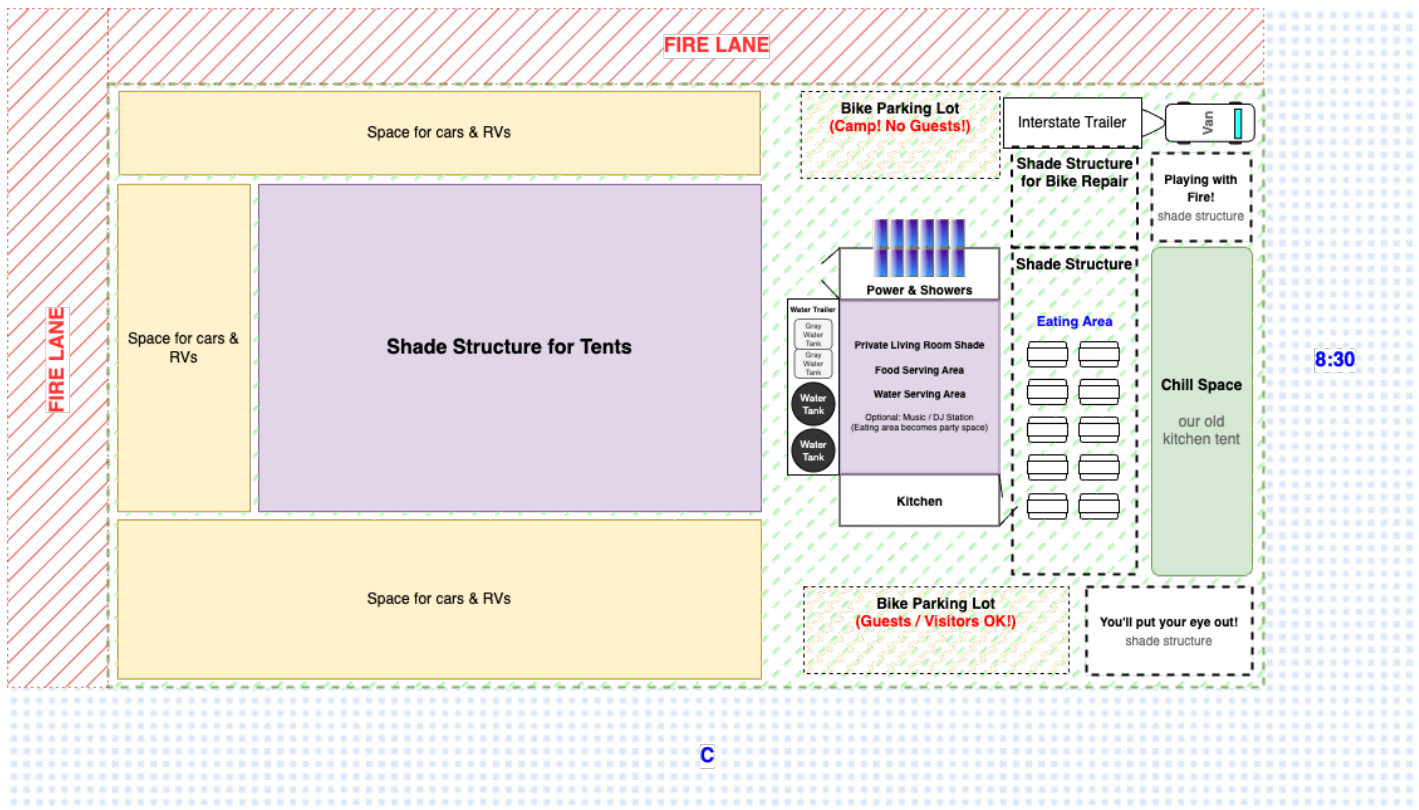 FIRE LANE
FIRE LANE
Space for cars & RVs
Space for cars &
RVs
Shade Structure for Tents
Space for cars & RVs
Bike Parking Lot
(Camp! No Guests!)
Interstate Trailer
Van
Shade Structure
for Bike Repair
Playing with
Fire!
shade structure
Power & Showers
Water Trailer
Gray
Water
Tank
Gray
Water
Tank
Water
Tank
Water
Tank
Private Living Room Shade
Food Serving Area
Water Serving Area
Optional: Music / DJ Station
(Eating area becomes party space)
Kitchen
Shade Structure
Eating Area
Chill Space
our old
kitchen tent
Bike Parking Lot
(Guests / Visitors OK!)
You'll put your eye out!
shade structure
8:30
C